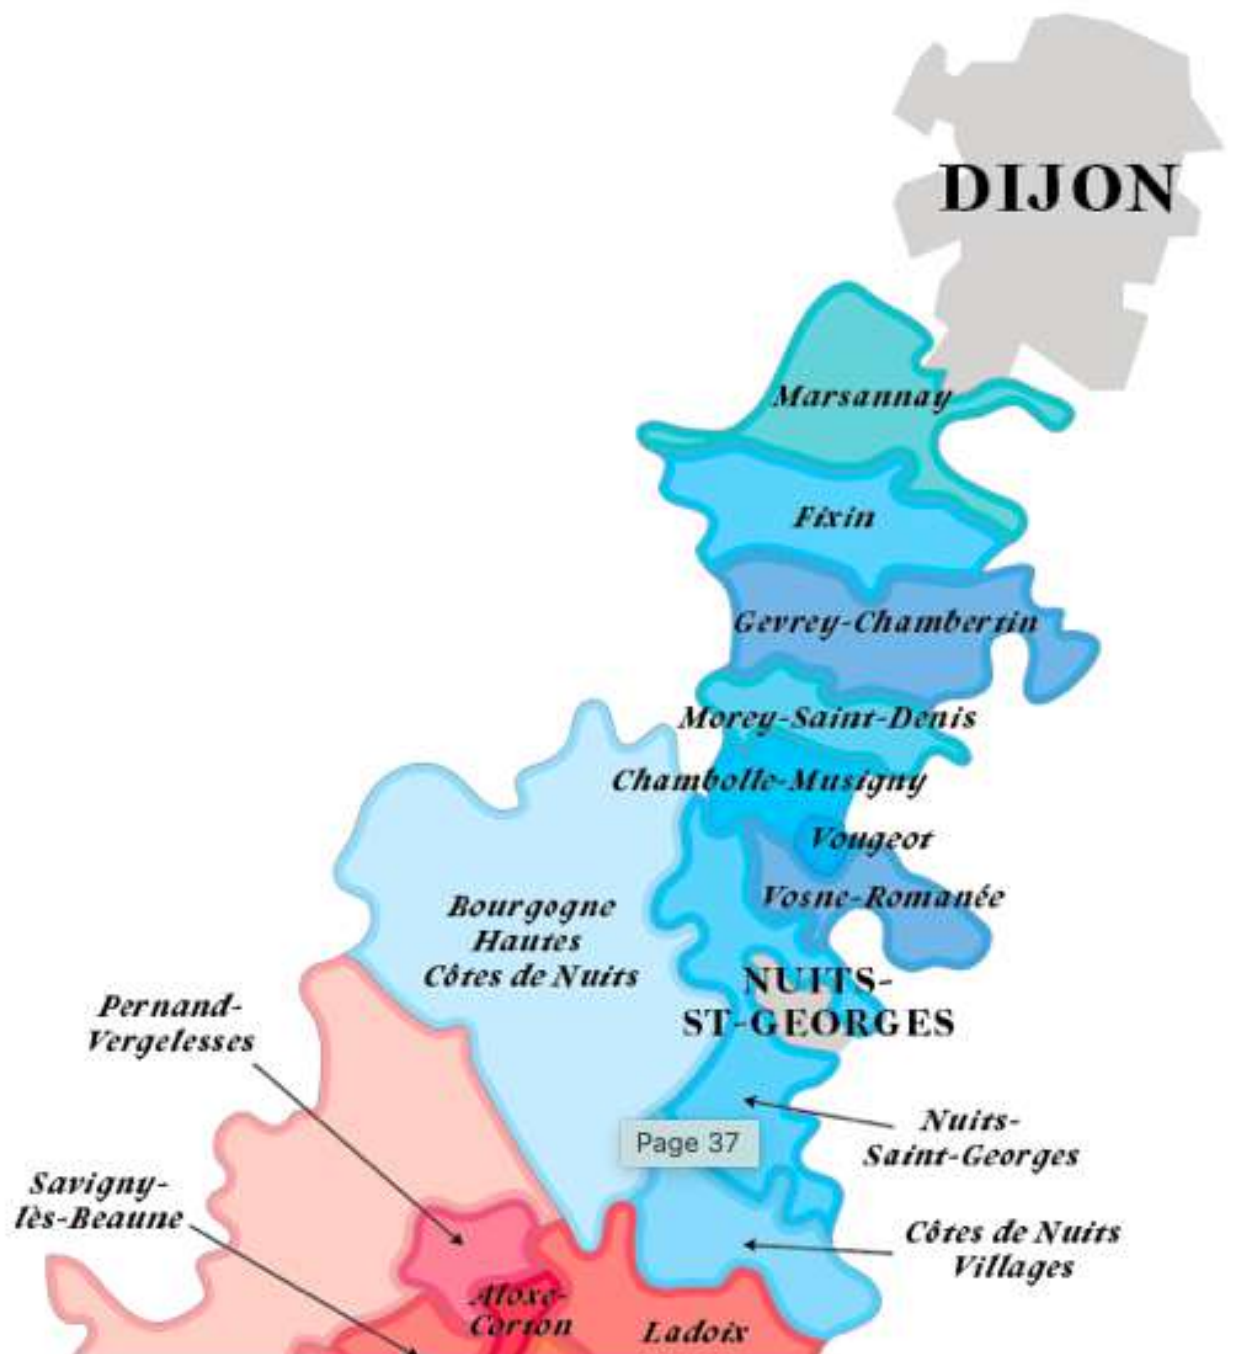 DIJON
Marsannay
Fixin
Gevrey-Chambertin
Morey-Saint-Denis
Chambolle-Musigny
Vougeot
Vosne-Romanée
Bourgogne
Hautes
Côtes de Nuits
NUITS-
ST-GEORGES
Pernand-
Vergelesses
Nuits-
Saint-Georges
Page 37
Savigny-
lès-Beaune
Côtes de Nuits
Villages
Aloxe-
Corton
Ladoix